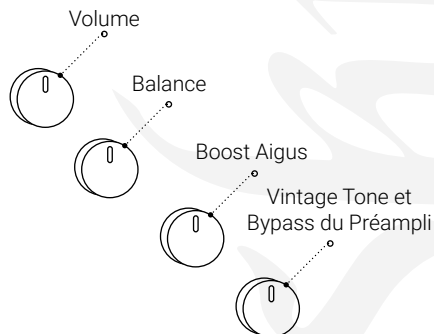 Volume
Balance
Boost Aigus
Vintage Tone et
Bypass du Préampli